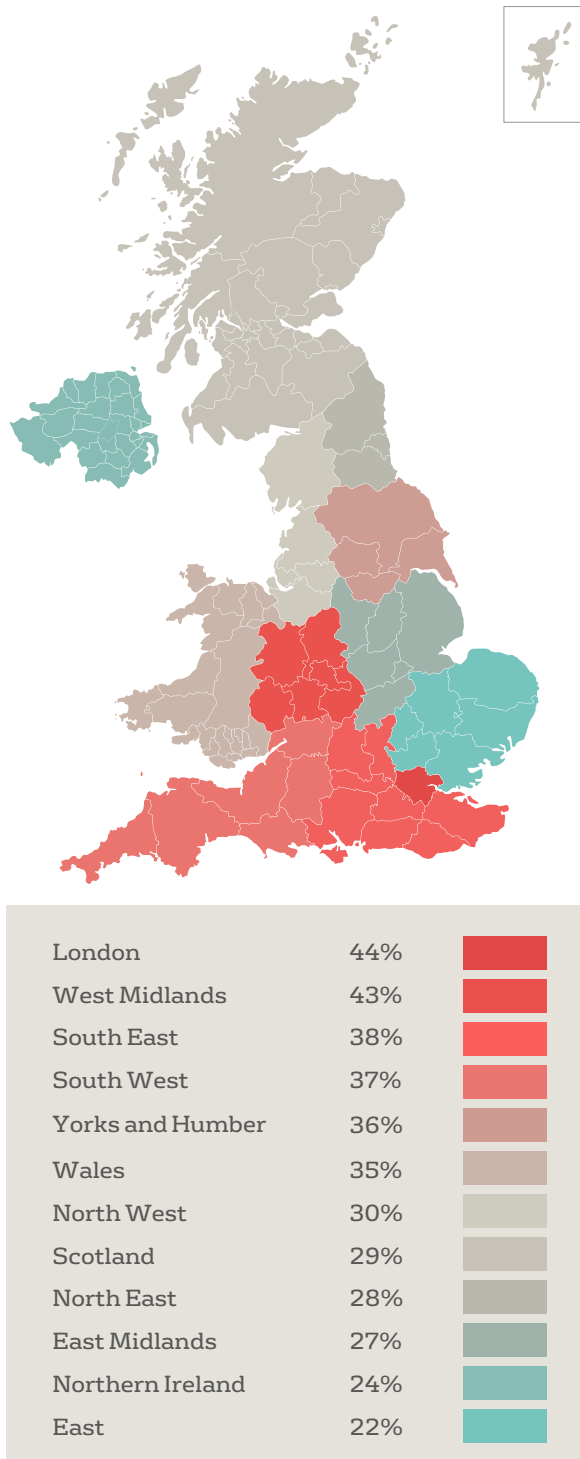 London 44%
West Midlands 43%
South East 38%
South West 37%
Yorks and Humber 36%
Wales 35%
North West 30%
Scotland 29%
North East 28%
East Midlands 27%
Northern Ireland 24%
East 22%